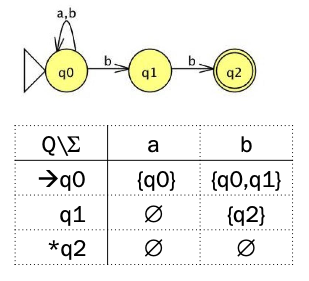 a,b
q0 b q1 b q2
Q\Σ a b
→q0 {q0} {q0,q1}
q1 ∅ {q2}
*q2 ∅ ∅